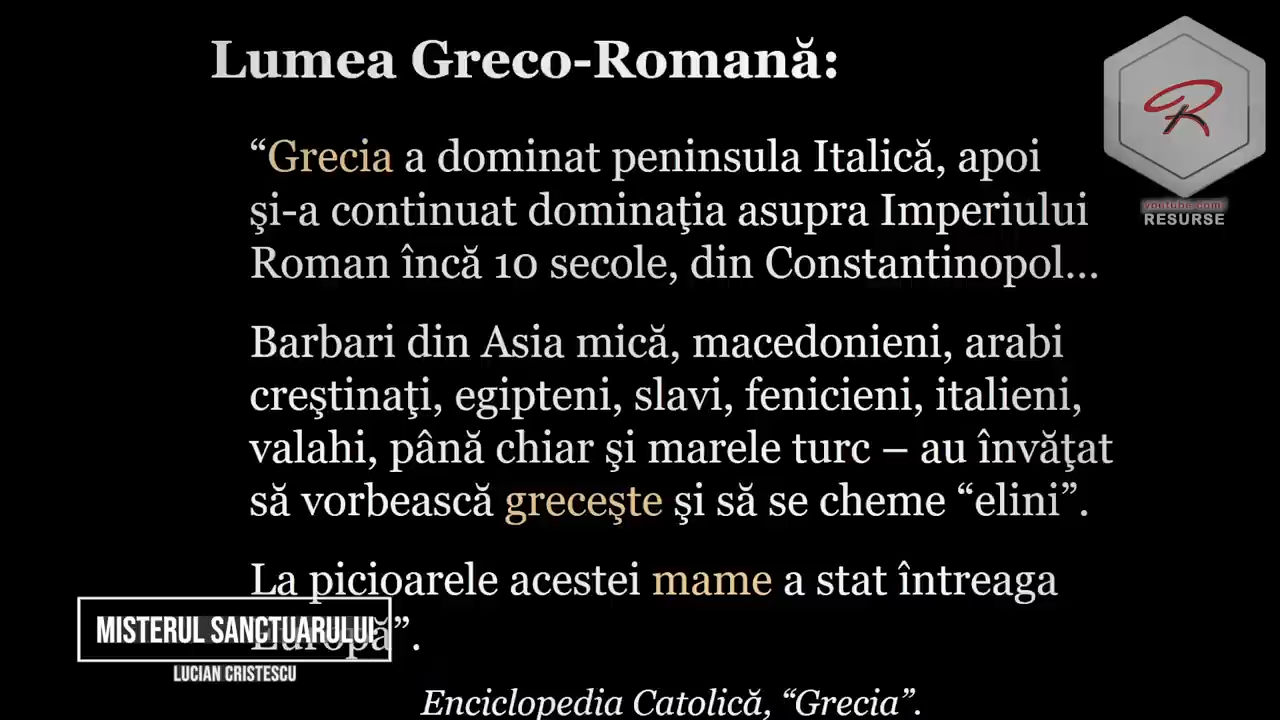 Lumea Greco-Romană:
“Grecia a dominat peninsula Italică, apoi
şi-a continuat dominaţia asupra Imperiului
Roman încă 10 secole, din Constantinopol...
Barbari din Asia mică, macedonieni, arabi
creştinaţi, egipteni, slavi, fenicieni, italieni,
valahi, până chiar şi marele turc – au învăţat
să vorbească greceşte şi să se cheme “elini”.
La picioarele acestei mame a stat întreaga
Europă”.
Enciclopedia Catolică, “Grecia”.
MISTERUL SANCTUARULUI
LUCIAN CRISTESCU
R
youtube.com
RESURSE